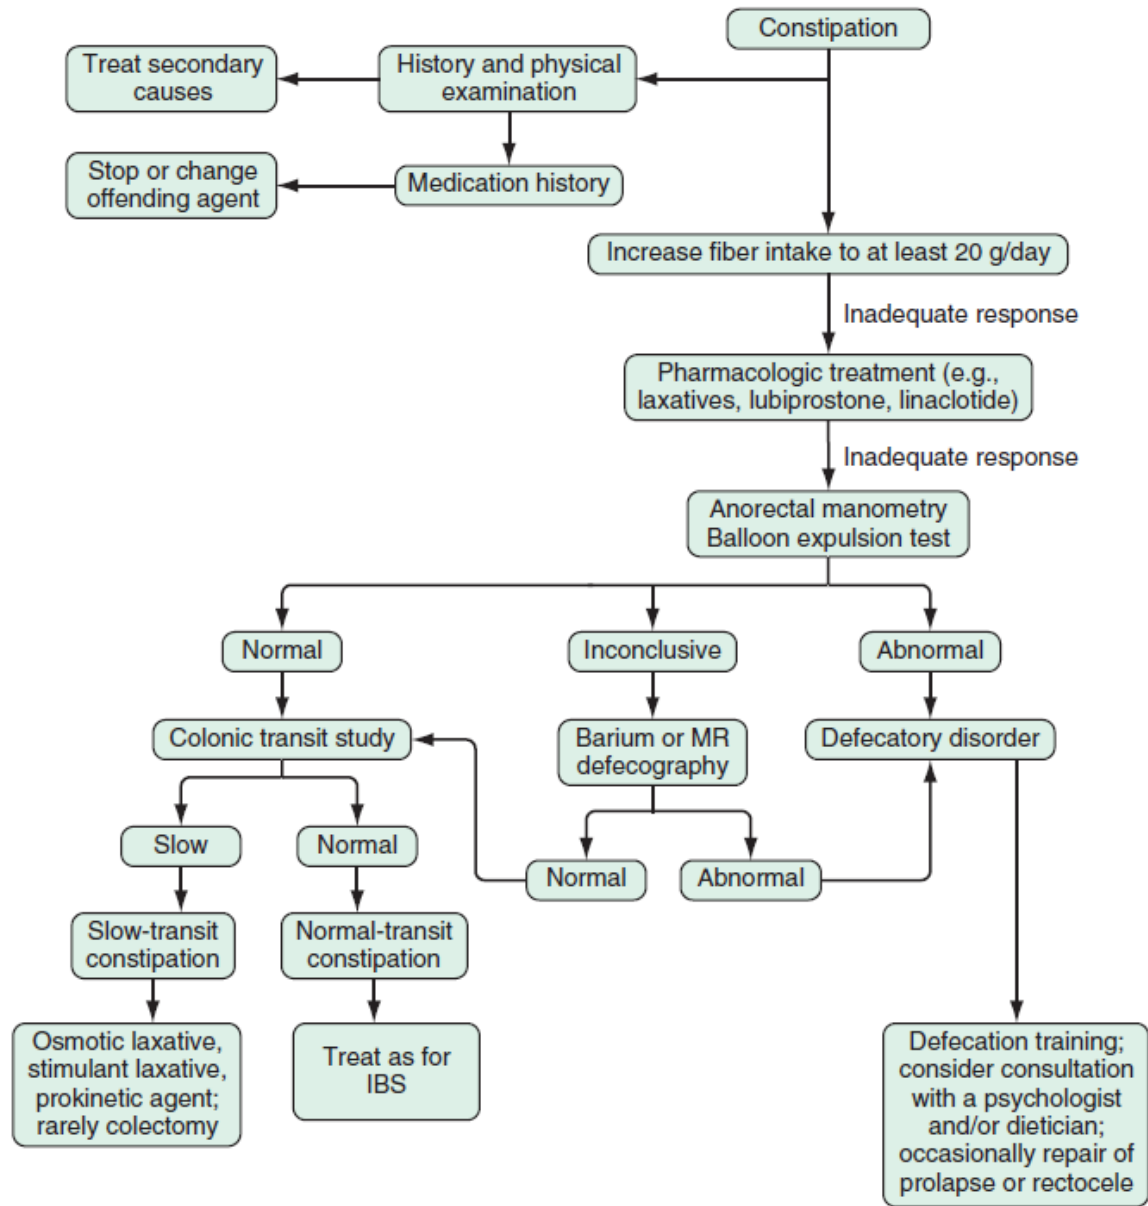 Constipation
Treat secondary
causes
History and physical
examination
Stop or change
offending agent
Medication history
Increase fiber intake to at least 20 g/day
Inadequate response
Pharmacologic treatment (e.g.,
laxatives, lubiprostone, linaclotide)
Inadequate response
Anorectal manometry
Balloon expulsion test
Normal
Inconclusive
Abnormal
Colonic transit study
Barium or MR
defecography
Defecatory disorder
Slow
Normal
Normal
Abnormal
Slow-transit
constipation
Normal-transit
constipation
Osmotic laxative,
stimulant laxative,
prokinetic agent;
rarely colectomy
Treat as for
IBS
Defecation training;
consider consultation
with a psychologist
and/or dietician;
occasionally repair of
prolapse or rectocele